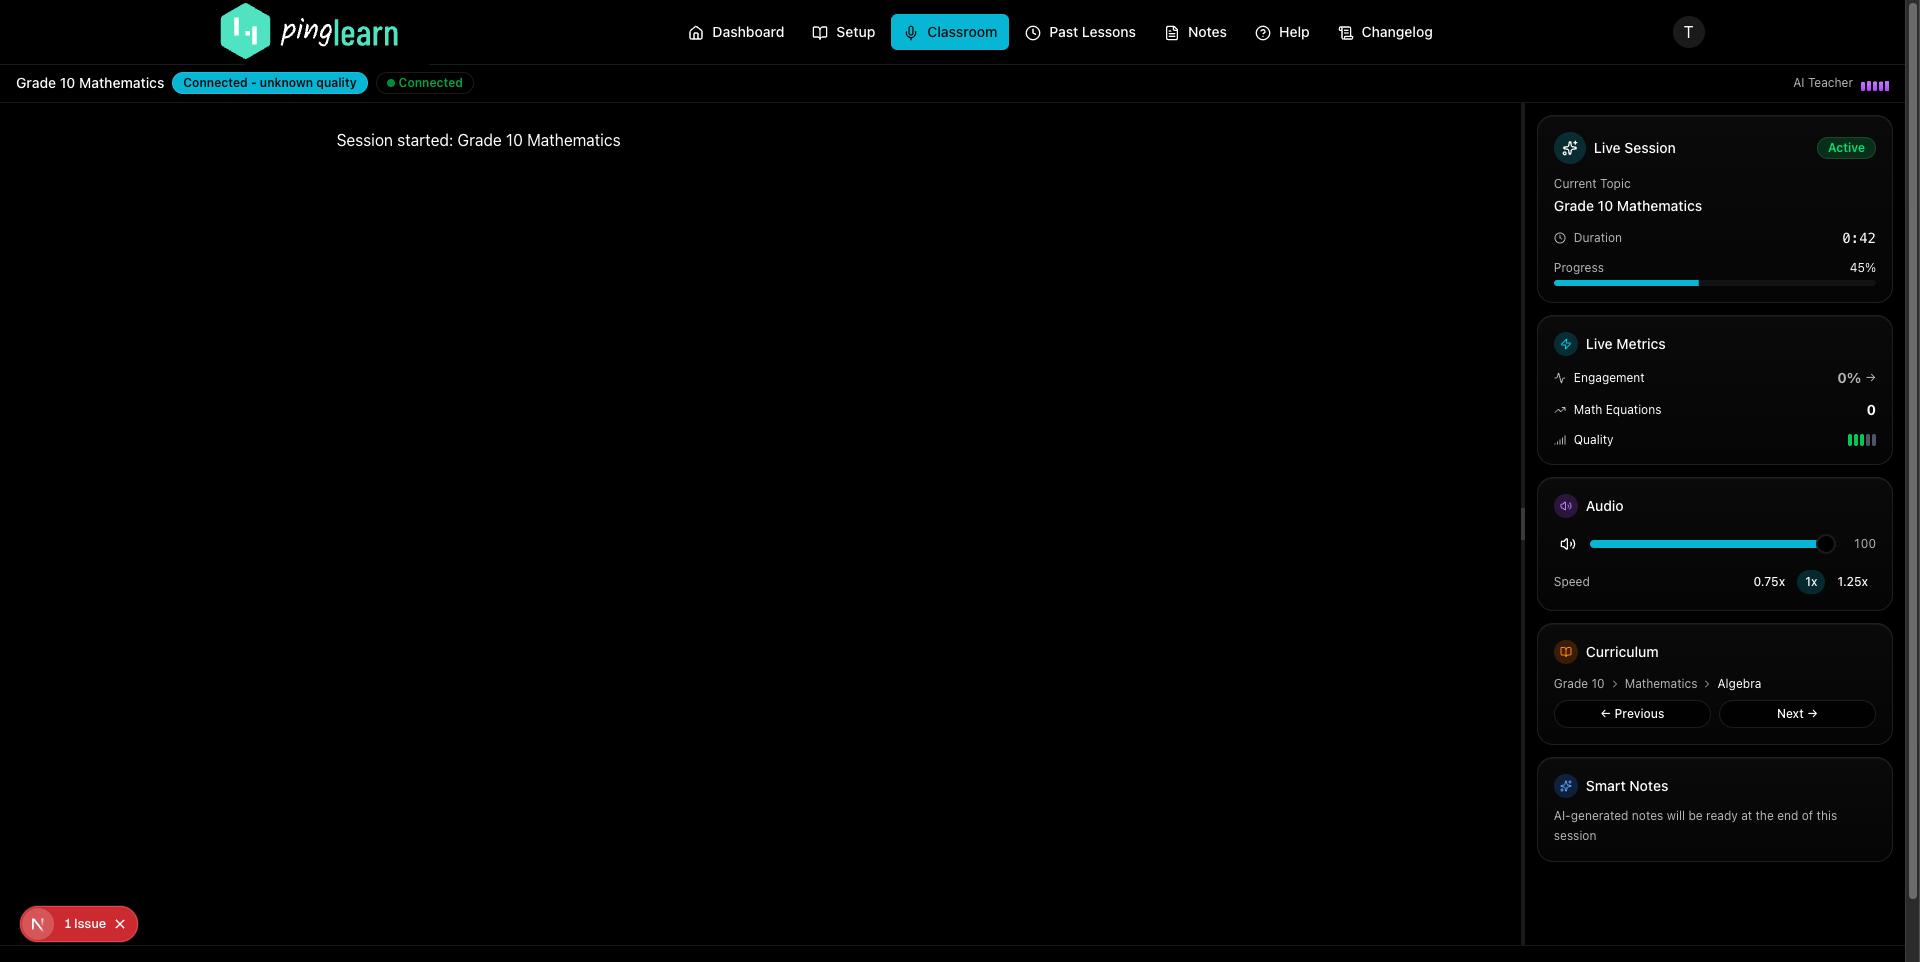 pinglearn
Dashboard
Setup
Classroom
Past Lessons
Notes
Help
Changelog
T
Grade 10 Mathematics
Connected - unknown quality
Connected
AI Teacher
Session started: Grade 10 Mathematics
Live Session
Active
Current Topic
Grade 10 Mathematics
Duration 0:42
Progress 45%
Live Metrics
Engagement 0% →
Math Equations 0
Quality
Audio
100
Speed 0.75x 1x 1.25x
Curriculum
Grade 10 > Mathematics > Algebra
← Previous
Next →
Smart Notes
AI-generated notes will be ready at the end of this
session
N 1 Issue ×